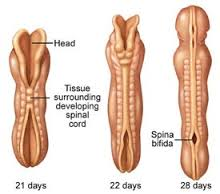 Head
Tissue
surrounding
developing
spinal
cord
Spina
bifida
21 days
22 days
28 days